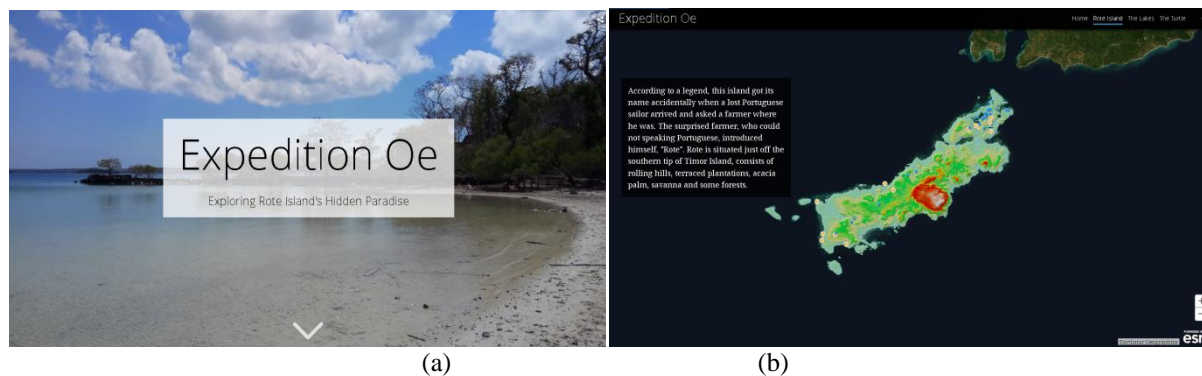 Expedition Oe
Exploring Rote Island's Hidden Paradise
Expedition Oe
Home Rote Island The Lakes The Turtle
According to a legend, this island got its
name accidentally when a lost Portuguese
sailor arrived and asked a farmer where
he was. The surprised farmer, who could
not speaking Portuguese, introduced
himself, "Rote". Rote is situated just off the
southern tip of Timor Island, consists of
rolling hills, terraced plantations, acacia
palm, savanna and some forests.
esri
(a)
(b)